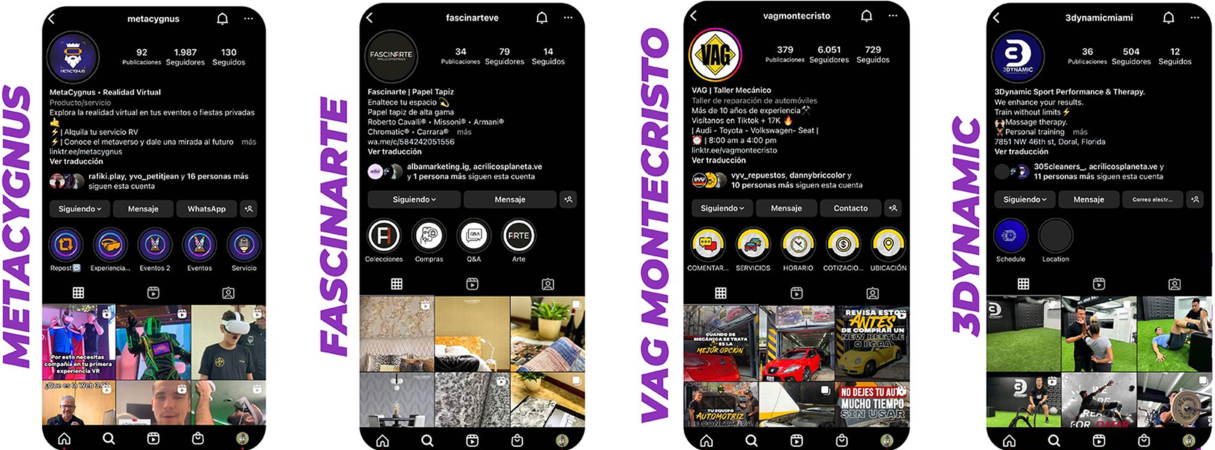 METACYGNUS
metacygnus
METACYGNUS
92 1.987 130
Publicaciones Seguidores Seguidos
MetaCygnus • Realidad Virtual
Producto/servicio
Explora la realidad virtual en tus eventos o fiestas privadas
🤙
⚡| Alquila tu servicio RV
⚡| Conoce el metaverso y dale una mirada al futuro más
linktr.ee/metacygnus
Ver traducción
rafiki.play, yvo_petitjean y 16 personas más
siguen esta cuenta
Siguiendo Mensaje WhatsApp
Repost🔁 Experiencia... Eventos 2 Eventos Servicio
Por esto necesitas
compañía en tu primera
experiencia VR
FASCINARTE
fascinarteve
FASCINFRTE
34 79 14
Publicaciones Seguidores Seguidos
Fascinarte | Papel Tapiz
Enaltece tu espacio 💫
Papel tapiz de alta gama
Roberto Cavalli® • Missoni® • Armani®
Chromatic® • Carrara® más
wa.me/c/584242051556
Ver traducción
albamarketing.ig, acrilicosplaneta.ve
y 1 persona más siguen esta cuenta
Siguiendo Mensaje
Q&A
FRTE
Colecciones Compras Q&A Arte
VAG MONTECRISTO
vagmontecristo
VAG
379 6.051 729
Publicaciones Seguidores Seguidos
VAG | Taller Mecánico
Taller de reparación de automóviles
Más de 10 años de experiencia🛠
Visítanos en Tiktok + 17K 🔥
| Audi - Toyota - Volkswagen- Seat |
⏰ | 8:00 am a 4:00 pm
linktr.ee/vagmontecristo
Ver traducción
vyv_repuestos, dannybriccolor y
10 personas más siguen esta cuenta
Siguiendo Mensaje Contacto
COMENTAR... SERVICIOS HORARIO COTIZACIO... UBICACIÓN
CUANDO DE
MECÁNICA SE TRATA
ES LA
MEJOR OPCIÓN
REVISA ESTO
ANTES
DE COMPRAR UN
NEW BEETLE
O BORA
TU EQUIPO
AUTOMOTRIZ
NO DEJES TU AUTO
MUCHO TIEMPO
SIN USAR
3DYNAMIC
3dynamicmiami
3DYNAMIC
36 504 12
Publicaciones Seguidores Seguidos
3Dynamic Sport Performance & Therapy.
We enhance your results.
Train without limits⚡
Massage therapy.
Personal training más
7851 NW 46th st, Doral, Florida
Ver traducción
305cleaners_, acrilicosplaneta.ve y
11 personas más siguen esta cuenta
Siguiendo Mensaje Correo electr...
Schedule Location